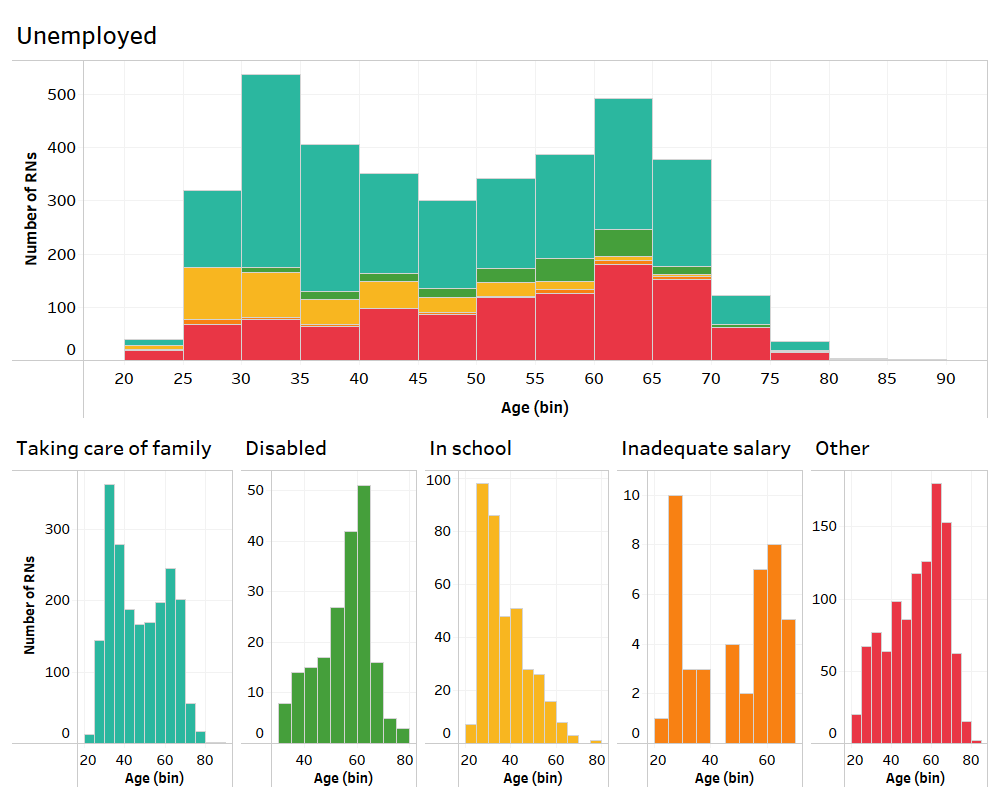 Unemployed
500
400
300
200
100
0
Number of RNs
20 25 30 35 40 45 50 55 60 65 70 75 80 85 90
Age (bin)
Taking care of family Disabled In school Inadequate salary Other
300
200
100
0
Number of RNs
20 40 60 80
Age (bin)
50
40
30
20
10
0
40 60 80
Age (bin)
100
80
60
40
20
0
20 40 60 80
Age (bin)
10
8
6
4
2
0
20 40 60
Age (bin)
150
100
50
0
20 40 60 80
Age (bin)